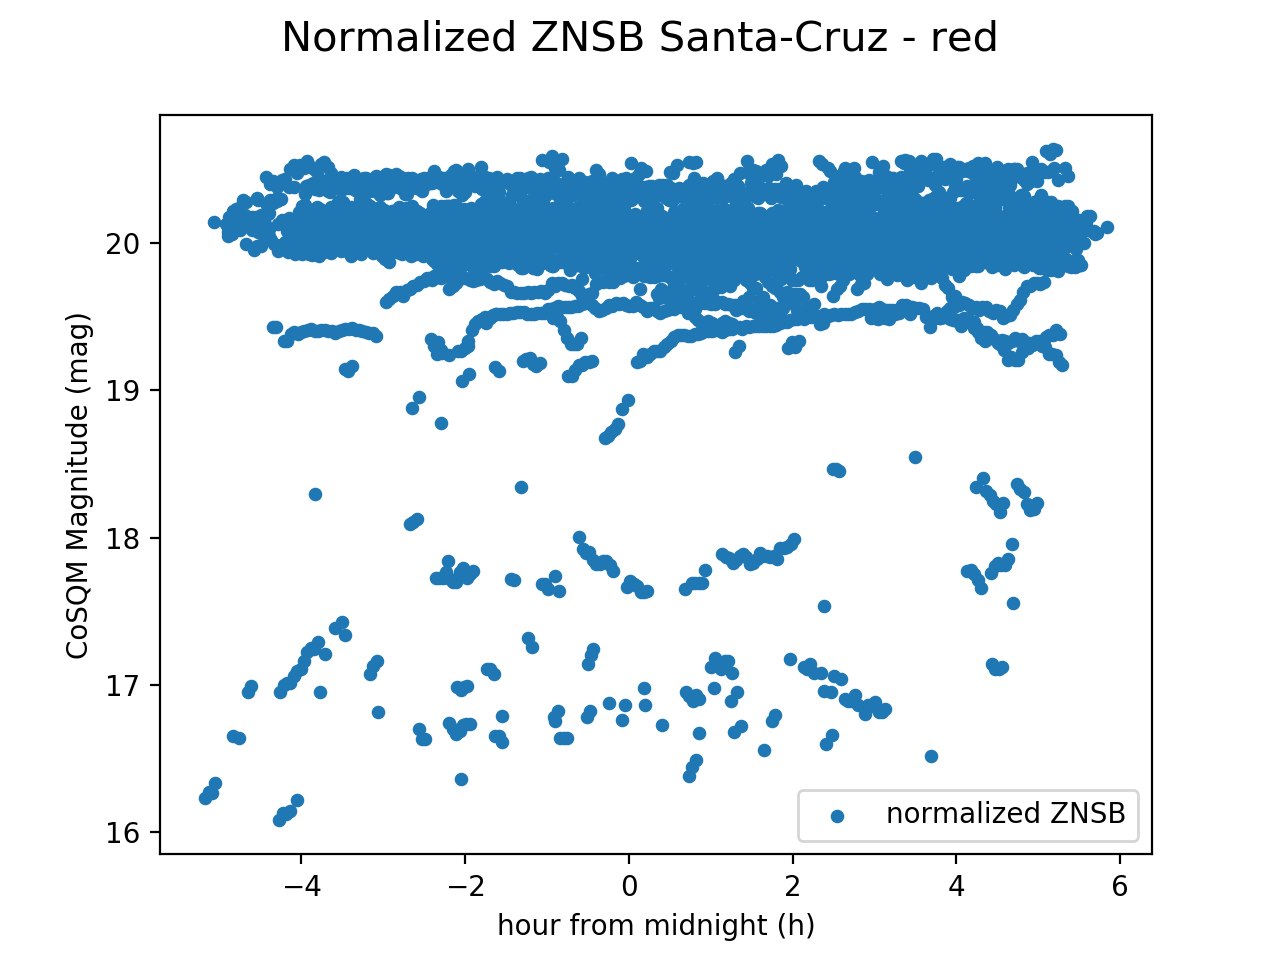 Normalized ZNSB Santa-Cruz - red
CoSQM Magnitude (mag)
20
19
18
17
16
normalized ZNSB
−4
−2
0
2
4
6
hour from midnight (h)